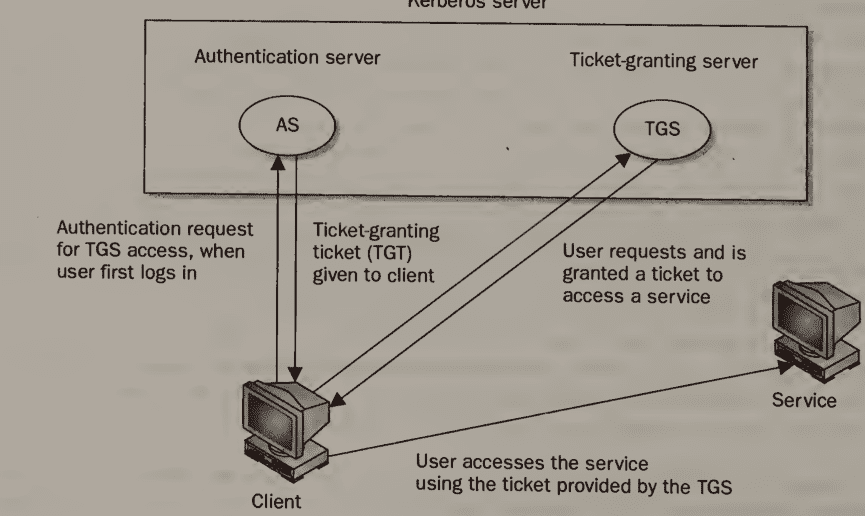 Kerberos server
Authentication server
Ticket-granting server
AS
TGS
Authentication request
for TGS access, when
user first logs in
Ticket-granting
ticket (TGT)
given to client
User requests and is
granted a ticket to
access a service
Service
User accesses the service
using the ticket provided by the TGS
Client